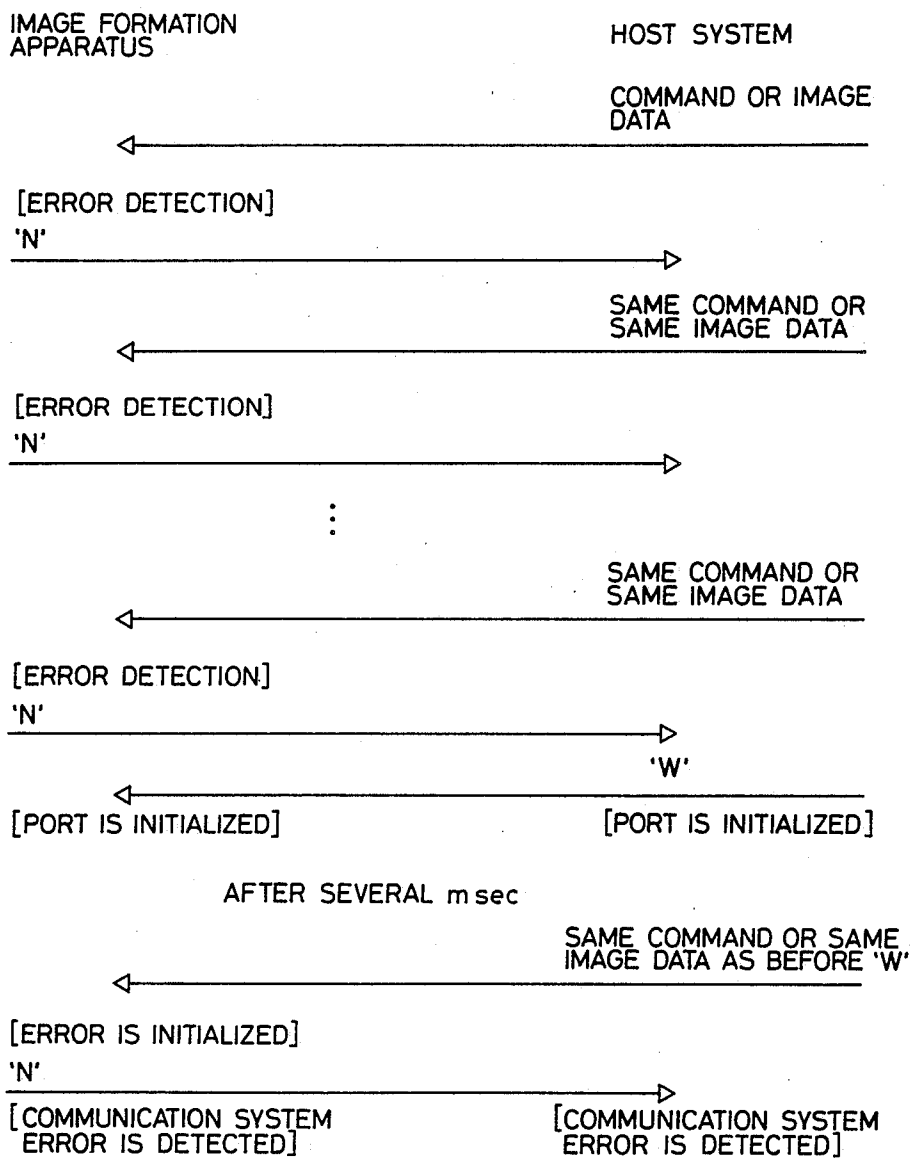 IMAGE FORMATION
APPARATUS
HOST SYSTEM
COMMAND OR IMAGE
DATA
[ERROR DETECTION]
'N'
SAME COMMAND OR
SAME IMAGE DATA
[ERROR DETECTION]
'N'
SAME COMMAND OR
SAME IMAGE DATA
[ERROR DETECTION]
'N'
'W'
[PORT IS INITIALIZED]
[PORT IS INITIALIZED]
AFTER SEVERAL m sec
SAME COMMAND OR SAME
IMAGE DATA AS BEFORE 'W'
[ERROR IS INITIALIZED]
'N'
[COMMUNICATION SYSTEM
ERROR IS DETECTED]
[COMMUNICATION SYSTEM
ERROR IS DETECTED]